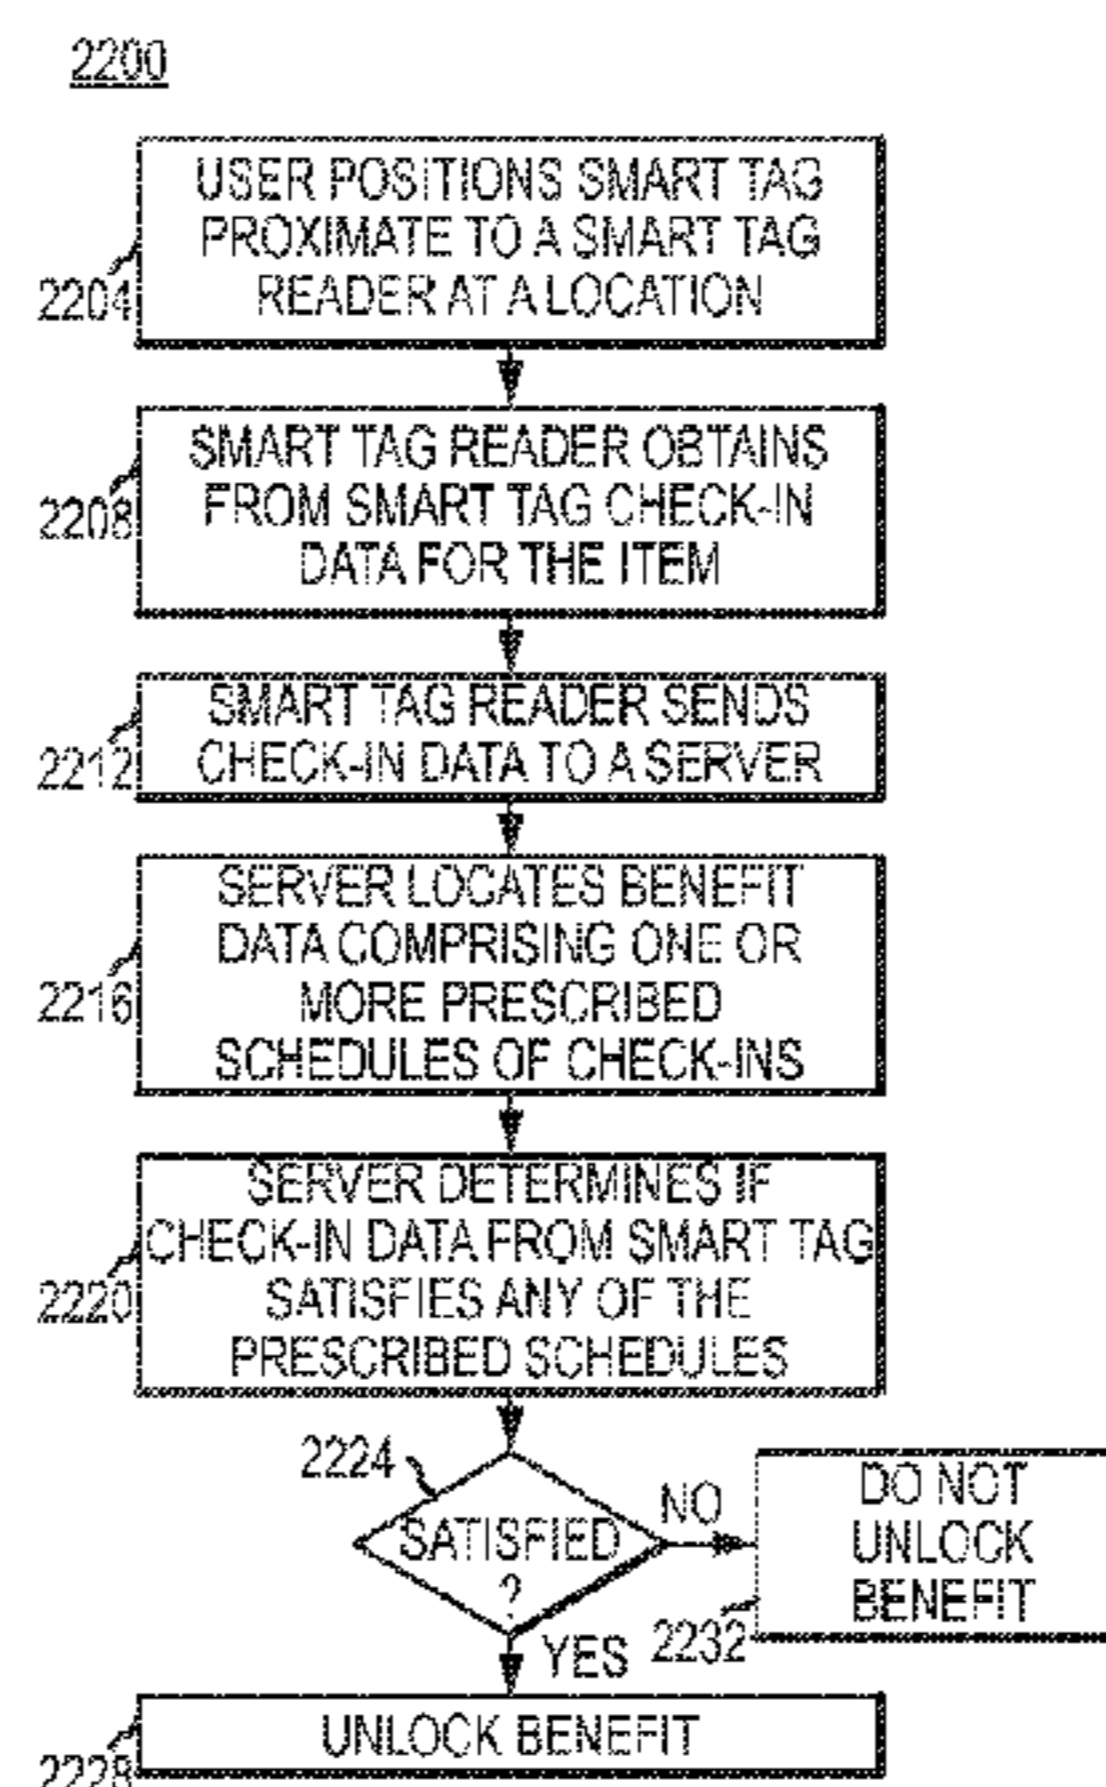 2200
USER POSITIONS SMART TAG
PROXIMATE TO A SMART TAG
READER AT A LOCATION
2204
SMART TAG READER OBTAINS
FROM SMART TAG CHECK-IN
DATA FOR THE ITEM
2208
SMART TAG READER SENDS
CHECK-IN DATA TO A SERVER
2212
SERVER LOCATES BENEFIT
DATA COMPRISING ONE OR
MORE PRESCRIBED
SCHEDULES OF CHECK-INS
2216
SERVER DETERMINES IF
CHECK-IN DATA FROM SMART TAG
SATISFIES ANY OF THE
PRESCRIBED SCHEDULES
2220
2224
SATISFIED
?
NO
DO NOT
UNLOCK
BENEFIT
2232
YES
UNLOCK BENEFIT
2228